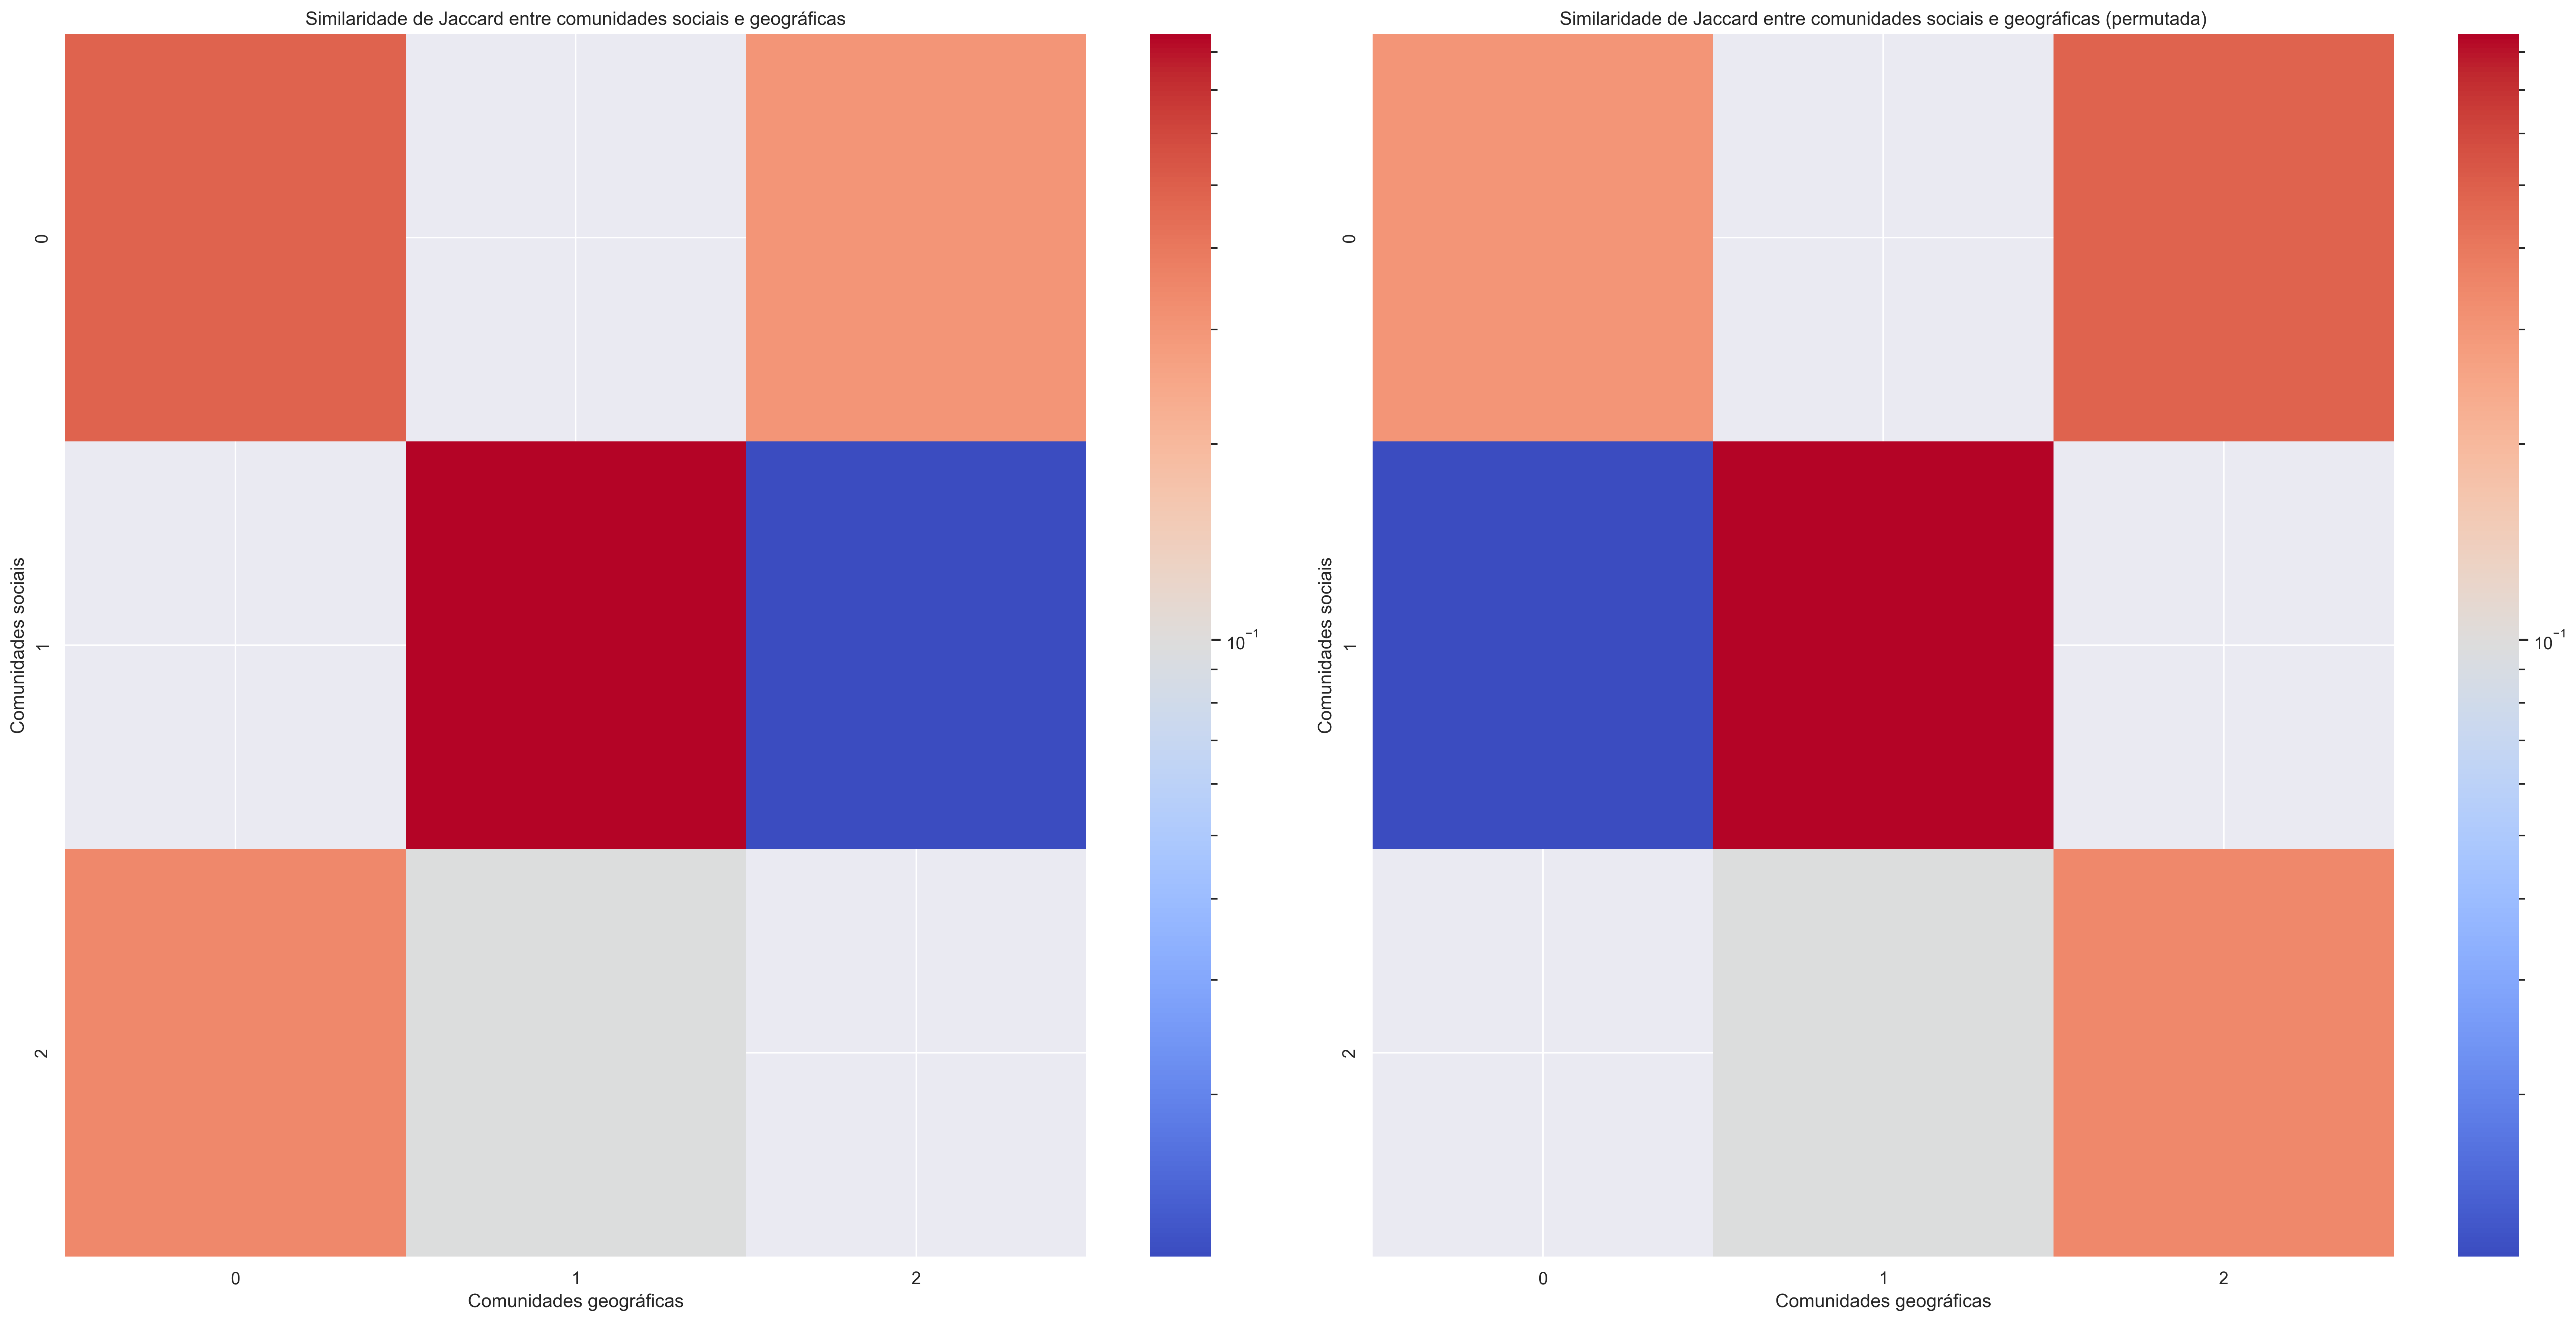 Similaridade de Jaccard entre comunidades sociais e geográficas
Comunidades sociais
0
1
2
0 1 2
Comunidades geográficas
10⁻¹
Similaridade de Jaccard entre comunidades sociais e geográficas (permutada)
Comunidades sociais
0
1
2
0 1 2
Comunidades geográficas
10⁻¹